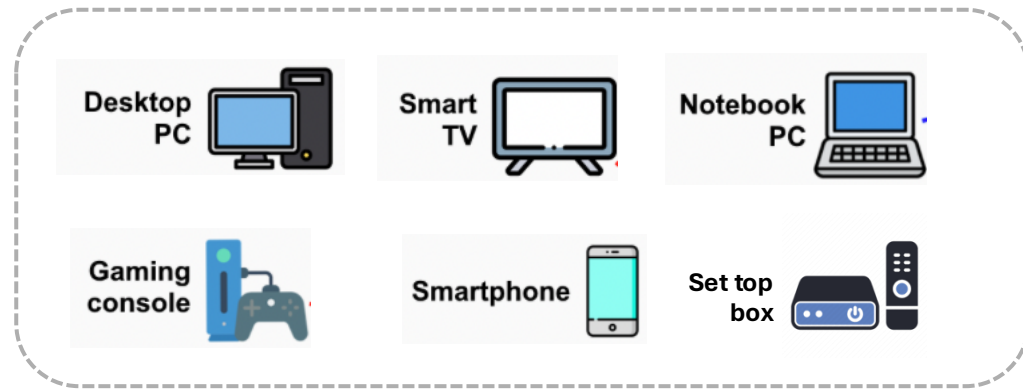 Desktop
PC
Smart
TV
Notebook
PC
Gaming
console
Smartphone
Set top
box